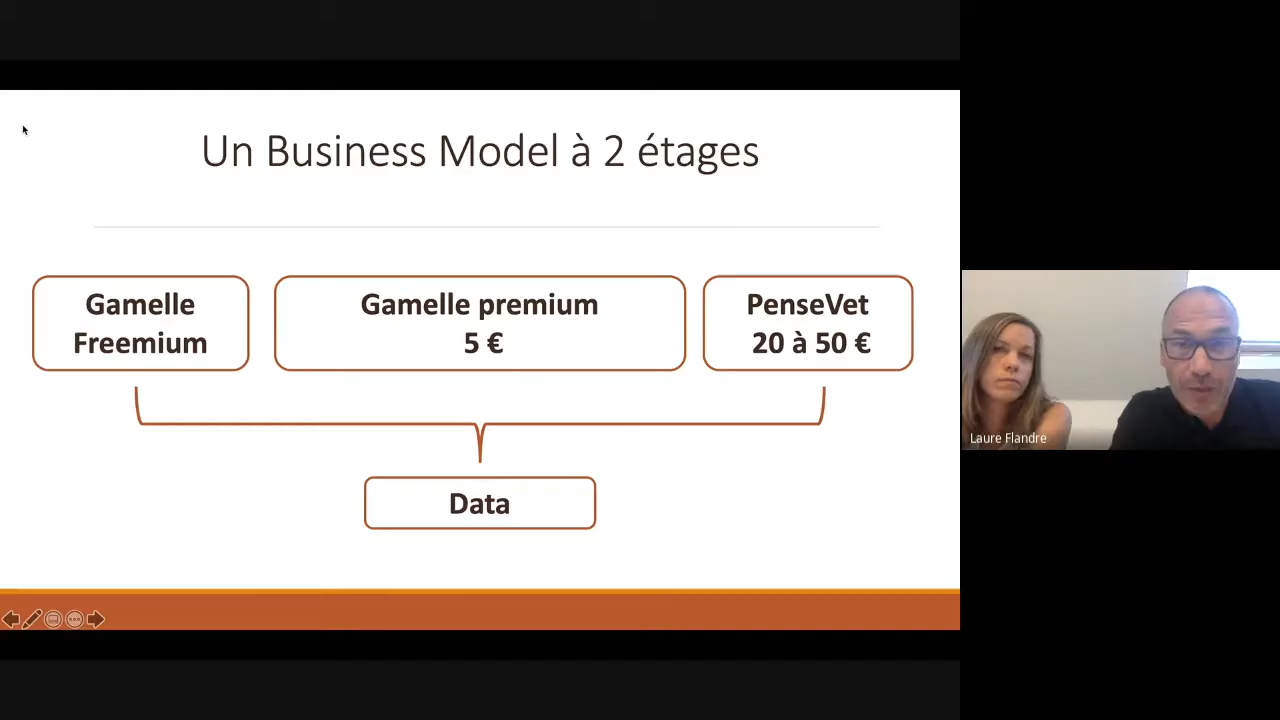 Un Business Model à 2 étages
Gamelle
Freemium
Gamelle premium
5 €
PenseVet
20 à 50 €
Data
Laure Flandre